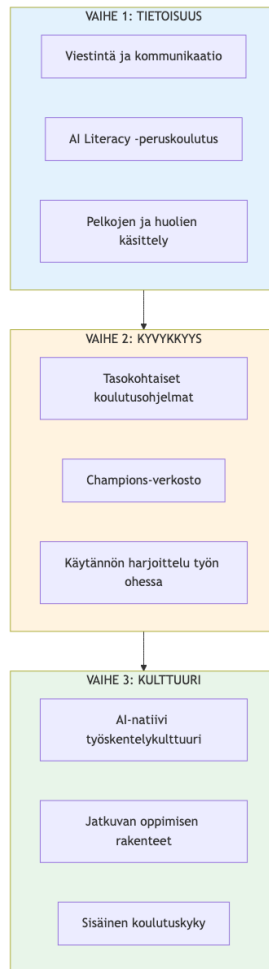 VAIHE 1: TIETOISUUS
Viestintä ja kommunikaatio
AI Literacy -peruskoulutus
Pelkojen ja huolien
käsittely
VAIHE 2: KYVYKKYYS
Tasokohtaiset
koulutusohjelmat
Champions-verkosto
Käytännön harjoittelu työn
ohessa
VAIHE 3: KULTTUURI
AI-natiivi
työskentelykulttuuri
Jatkuvan oppimisen
rakenteet
Sisäinen koulutuskyky